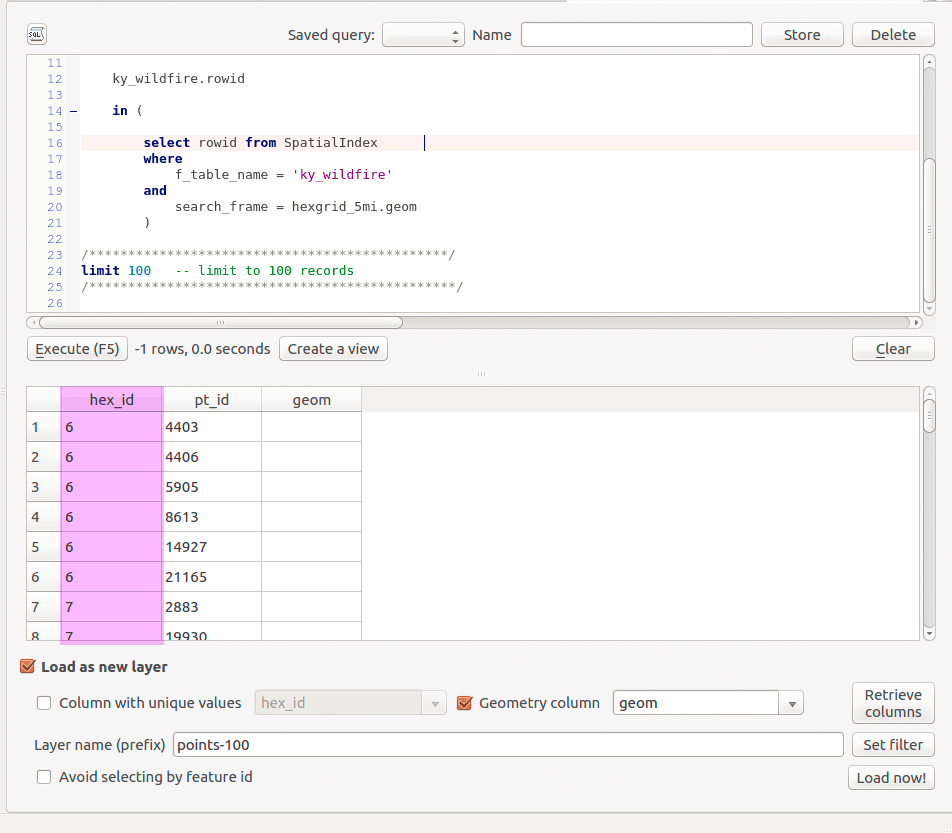 SQL
Saved query:
Name
Store
Delete
11
12 ky_wildfire.rowid
13
14 in (
15
16 select rowid from SpatialIndex
17 where
18 f_table_name = 'ky_wildfire'
19 and
20 search_frame = hexgrid_5mi.geom
21 )
22
23 /**********************************************/
24 limit 100 -- limit to 100 records
25 /***********************************************/
26
Execute (F5) -1 rows, 0.0 seconds Create a view Clear
hex_id pt_id geom
1 6 4403
2 6 4406
3 6 5905
4 6 8613
5 6 14927
6 6 21165
7 7 2883
8 7 19930
Load as new layer
Column with unique values hex_id Geometry column geom Retrieve columns
Layer name (prefix) points-100 Set filter
Avoid selecting by feature id Load now!